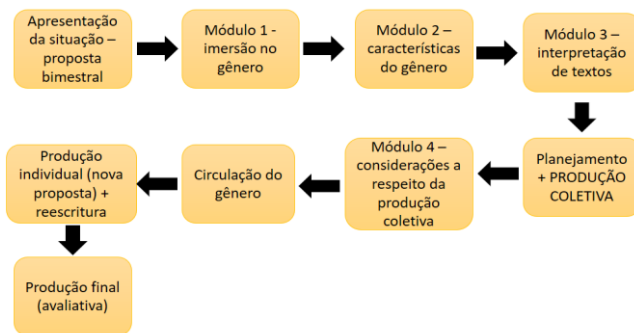 Apresentação
da situação –
proposta
bimestral
Módulo 1 -
imersão no
gênero
Módulo 2 –
características
do gênero
Módulo 3 –
interpretação
de textos
Planejamento
+ PRODUÇÃO
COLETIVA
Módulo 4 –
considerações a
respeito da
produção
coletiva
Circulação do
gênero
Produção
individual (nova
proposta) +
reescritura
Produção final
(avaliativa)